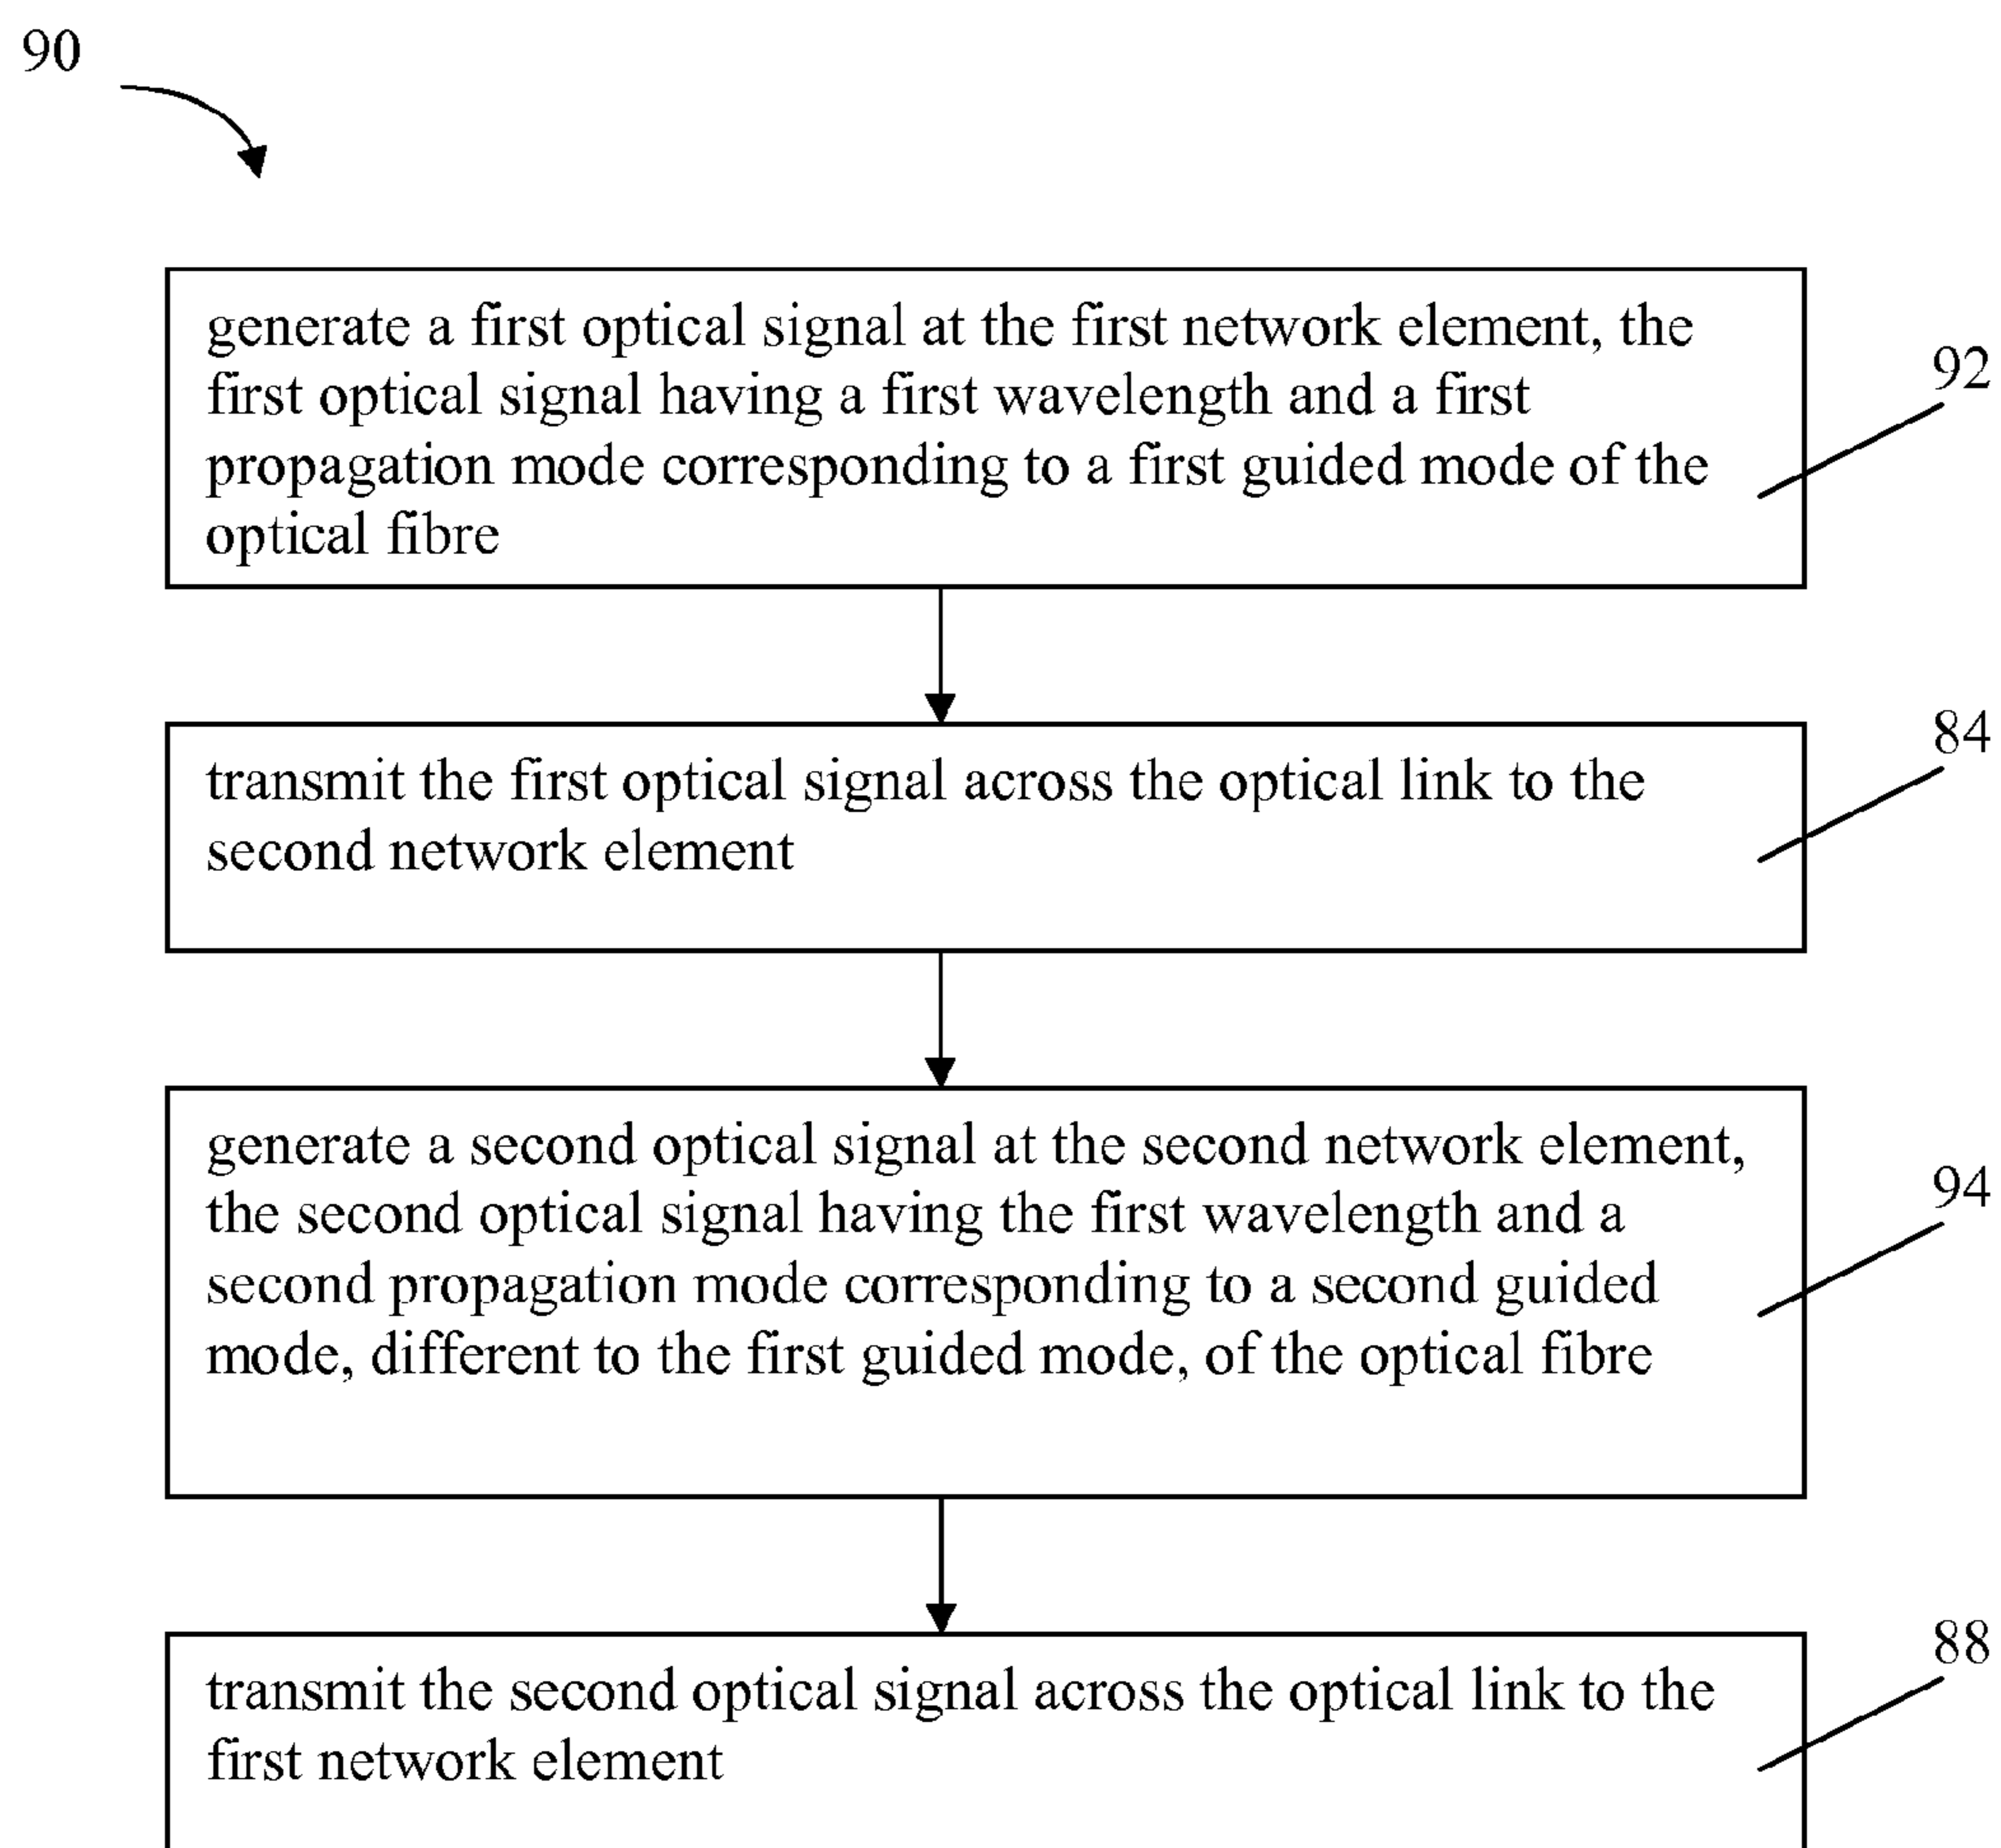 90
generate a first optical signal at the first network element, the
first optical signal having a first wavelength and a first
propagation mode corresponding to a first guided mode of the
optical fibre
92
transmit the first optical signal across the optical link to the
second network element
84
generate a second optical signal at the second network element,
the second optical signal having the first wavelength and a
second propagation mode corresponding to a second guided
mode, different to the first guided mode, of the optical fibre
94
transmit the second optical signal across the optical link to the
first network element
88